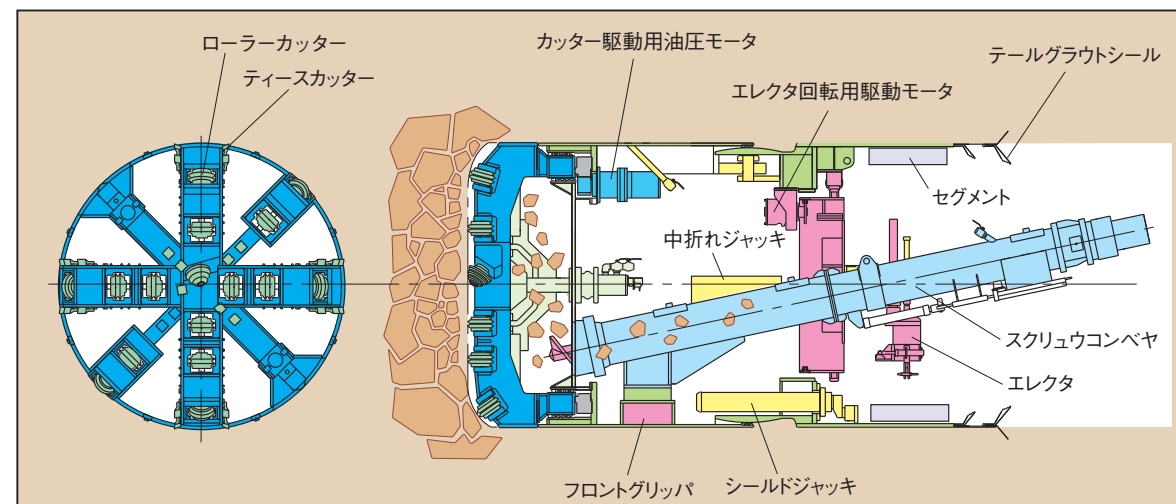 ローラーカッター
ティースカッター
カッター駆動用油圧モータ
エレクタ回転用駆動モータ
テールグラウトシール
セグメント
中折れジャッキ
スクリュウコンベヤ
エレクタ
フロントグリッパ
シールドジャッキ